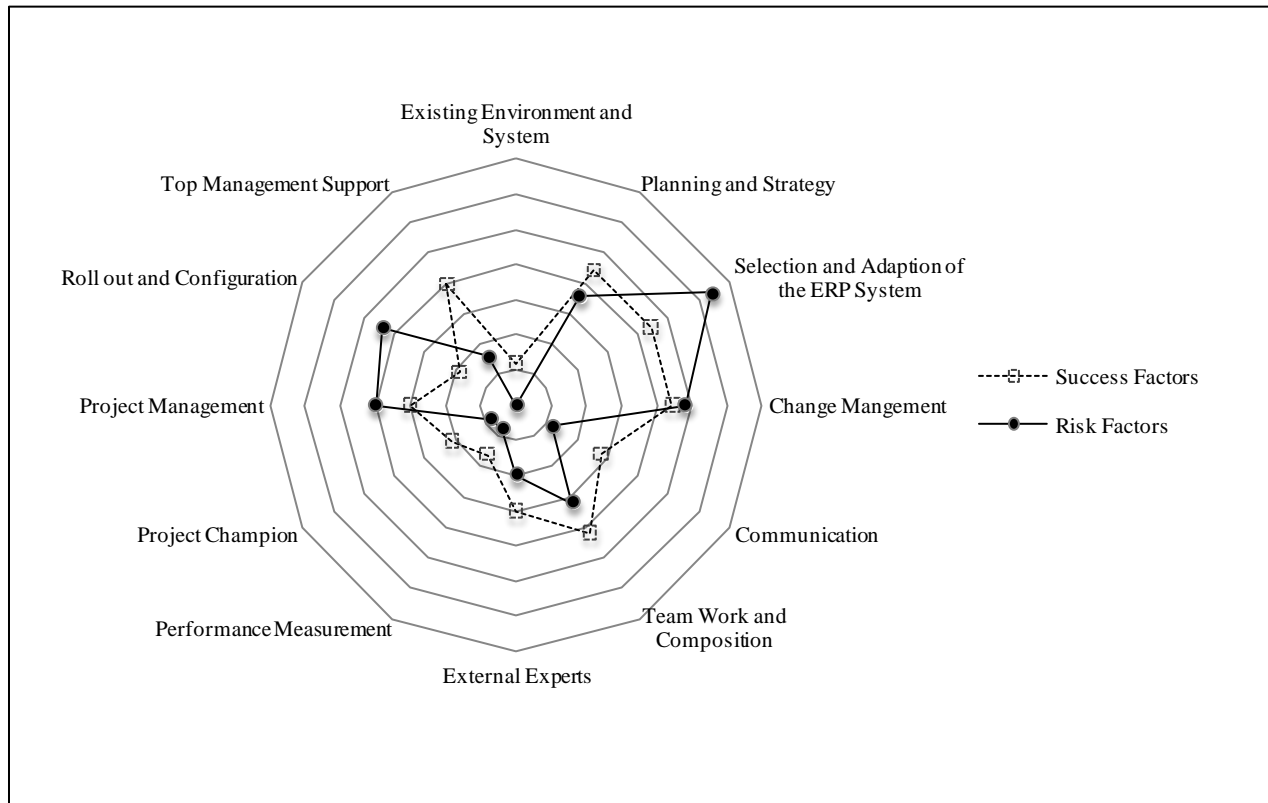 Existing Environment and
System
Top Management Support
Planning and Strategy
Roll out and Configuration
Selection and Adaption of
the ERP System
Project Management
Change Mangement
Success Factors
Risk Factors
Project Champion
Communication
Performance Measurement
Team Work and
Composition
External Experts